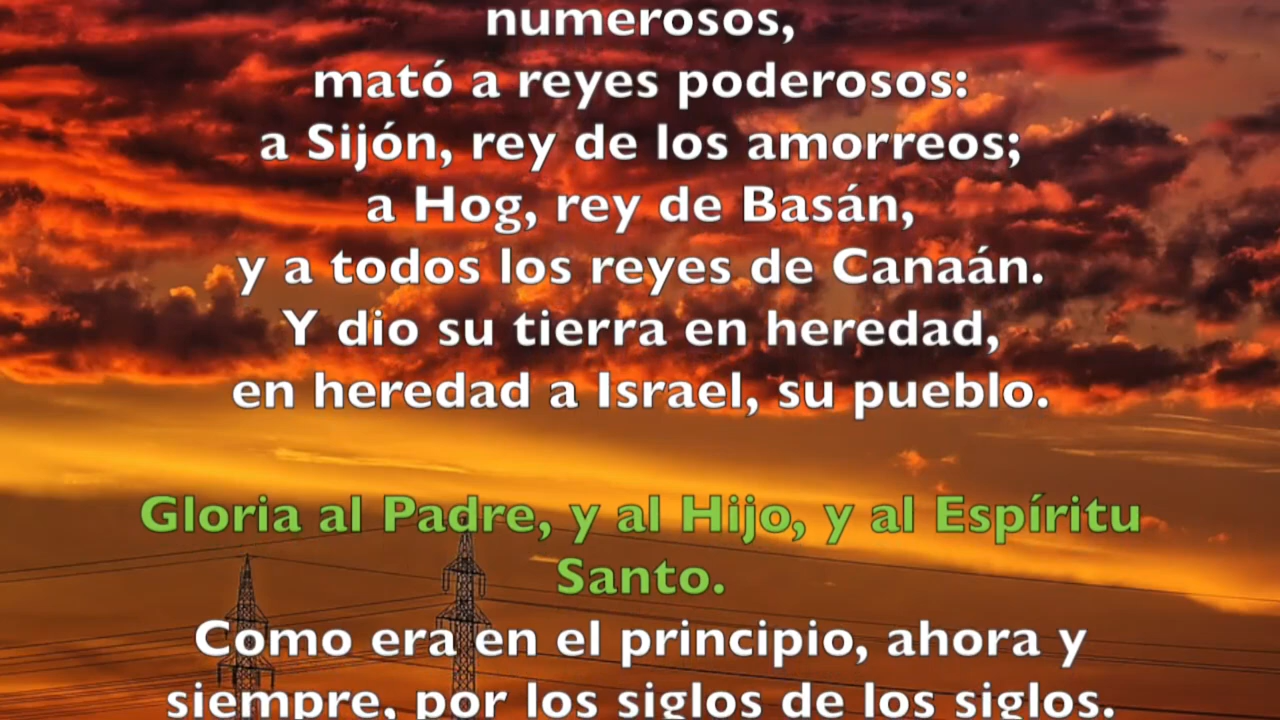 numerosos,
mató a reyes poderosos:
a Sijón, rey de los amorreos;
a Hog, rey de Basán,
y a todos los reyes de Canaán.
Y dio su tierra en heredad,
en heredad a Israel, su pueblo.
Gloria al Padre, y al Hijo, y al Espíritu
Santo.
Como era en el principio, ahora y
siempre, por los siglos de los siglos.